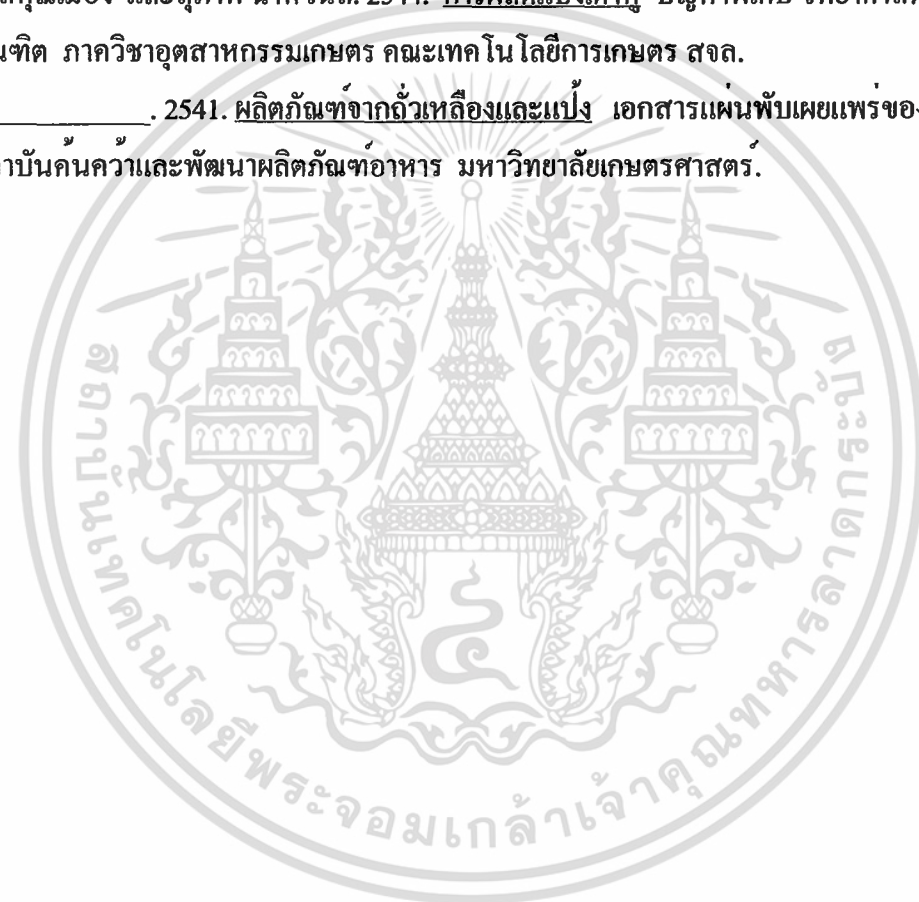 2541.
บัณฑิต ภาควิชาอุตสาหกรรมเกษตร คณะเทคโนโลยีการเกษตร สจล.
. 2541. ผลิตภัณฑ์จากถั่วเหลืองและแป้ง เอกสารแผ่นพับเผยแพร่ของ
สถาบันค้นคว้าและพัฒนาผลิตภัณฑ์อาหาร มหาวิทยาลัยเกษตรศาสตร์.
สถาบันเทคโนโลยีพระจอมเกล้าเจ้าคุณทหารลาดกระบัง
๔